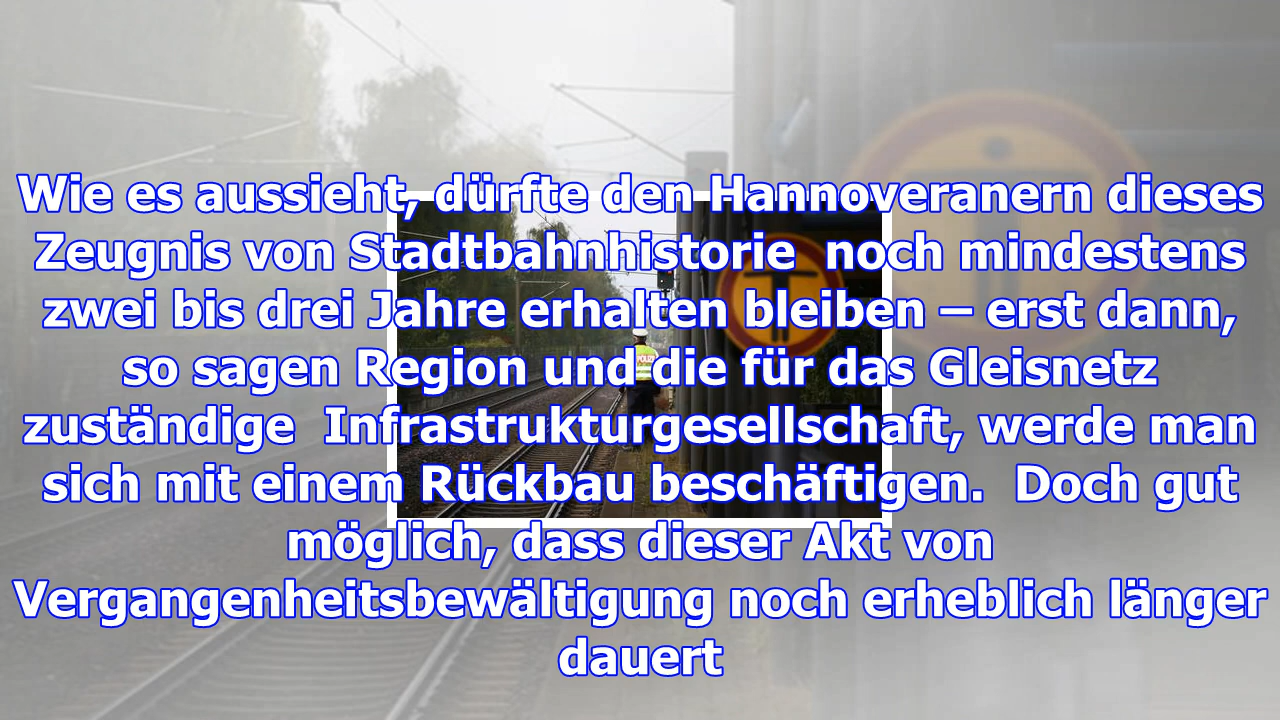 Wie es aussieht, dürfte den Hannoveranern dieses
Zeugnis von Stadtbahnhistorie  noch mindestens
zwei bis drei Jahre erhalten bleiben – erst dann,
so sagen Region und die für das Gleisnetz
zuständige  Infrastrukturgesellschaft, werde man
sich mit einem Rückbau beschäftigen.  Doch gut
möglich, dass dieser Akt von
Vergangenheitsbewältigung noch erheblich länger
dauert
POLIZEI